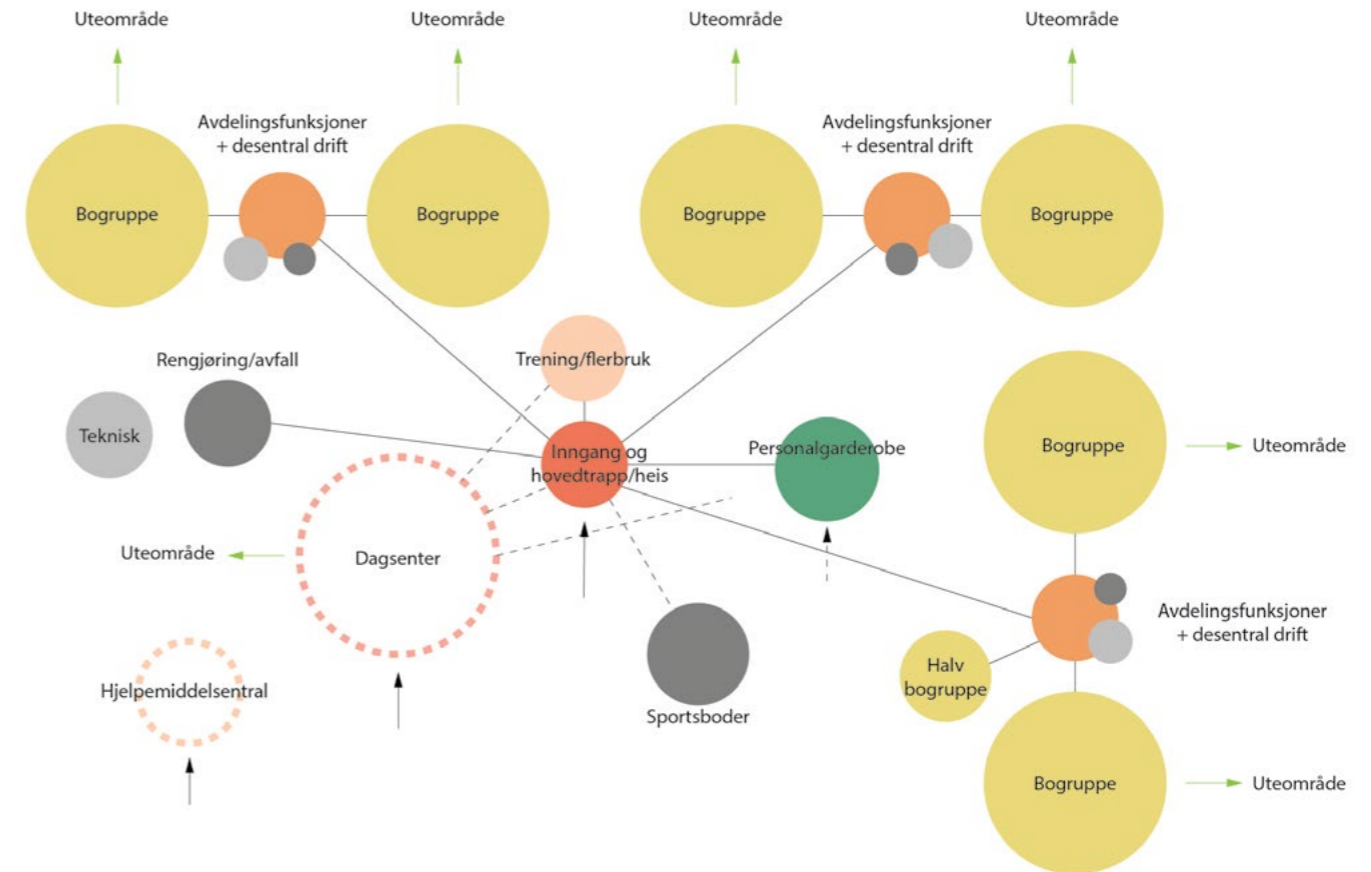 Uteområde
Uteområde
Uteområde
Uteområde
Avdelingsfunksjoner
+ desentral drift
Avdelingsfunksjoner
+ desentral drift
Bogruppe
Bogruppe
Bogruppe
Bogruppe
Rengjøring/avfall
Trening/flerbruk
Teknisk
Inngang og
hovedtrapp/heis
Personalgarderobe
Bogruppe
Uteområde
Uteområde
Dagsenter
Avdelingsfunksjoner
+ desentral drift
Halv
bogruppe
Hjelpemiddelsentral
Sportsboder
Bogruppe
Uteområde